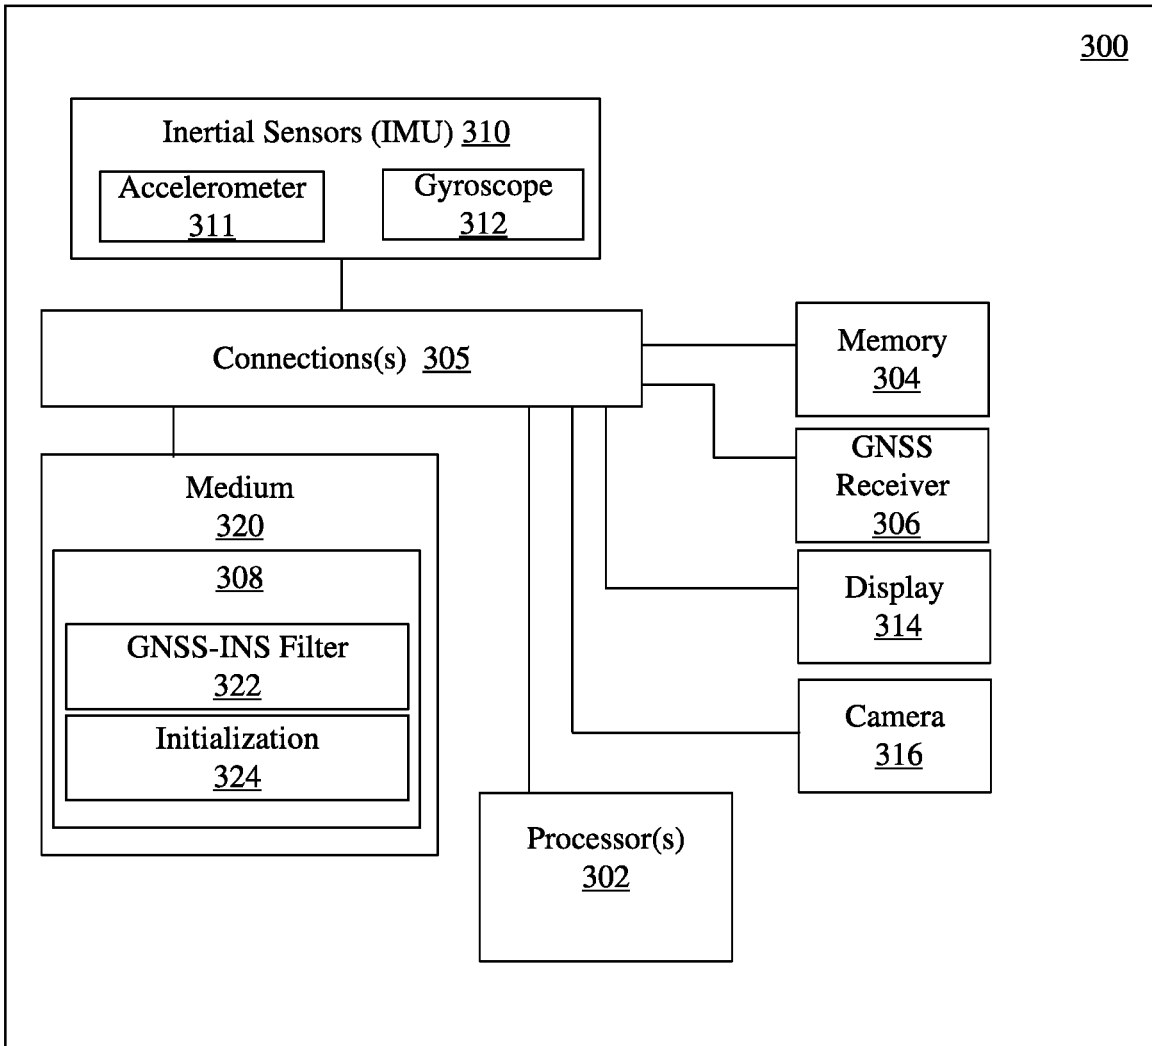 300
Inertial Sensors (IMU) 310
Accelerometer
311
Gyroscope
312
Connections(s) 305
Memory
304
GNSS
Receiver
306
Display
314
Camera
316
Medium
320
308
GNSS-INS Filter
322
Initialization
324
Processor(s)
302